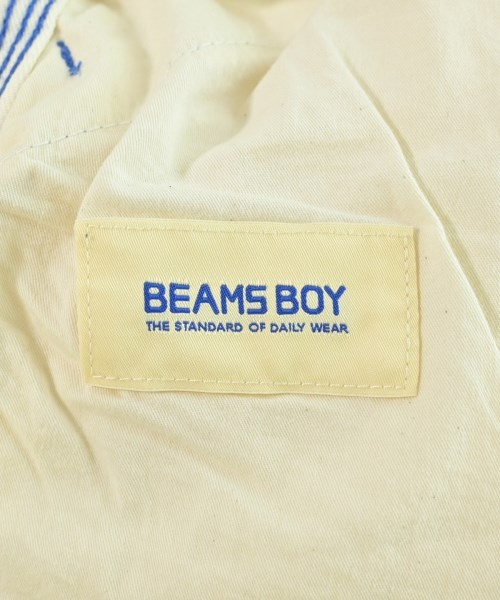 BEAMS BOY
THE STANDARD OF DAILY WEAR